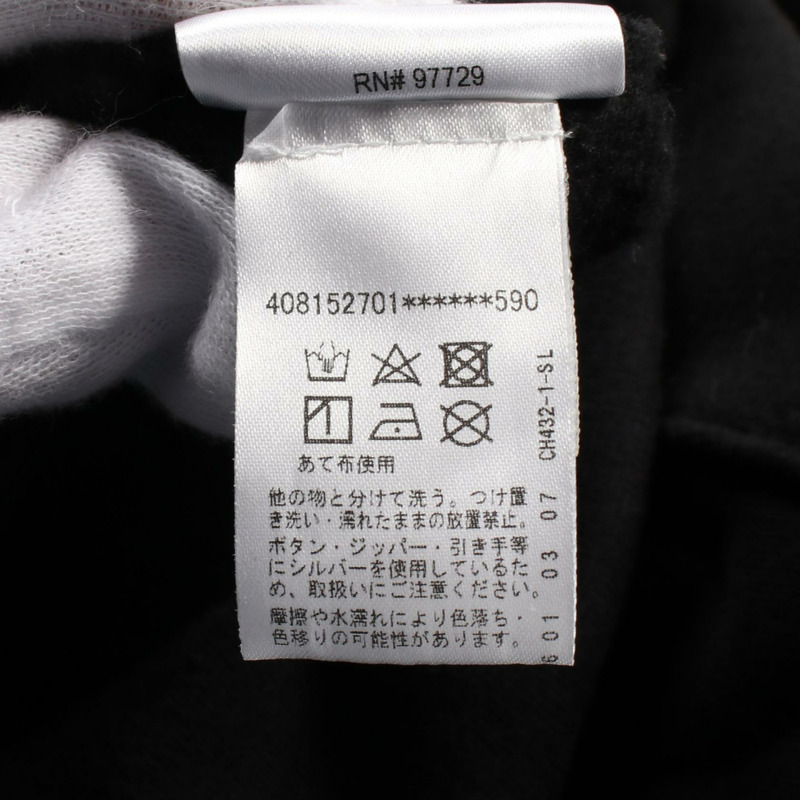 RN# 97729
408152701******590
あて布使用
他の物と分けて洗う。つけ置
き洗い・濡れたままの放置禁止。
ボタン・ジッパー・引き手等
にシルバーを使用しているた
め、取扱いにご注意ください。
摩擦や水濡れにより色落ち・
色移りの可能性があります。
CH432-1-SL
6 01 03 07